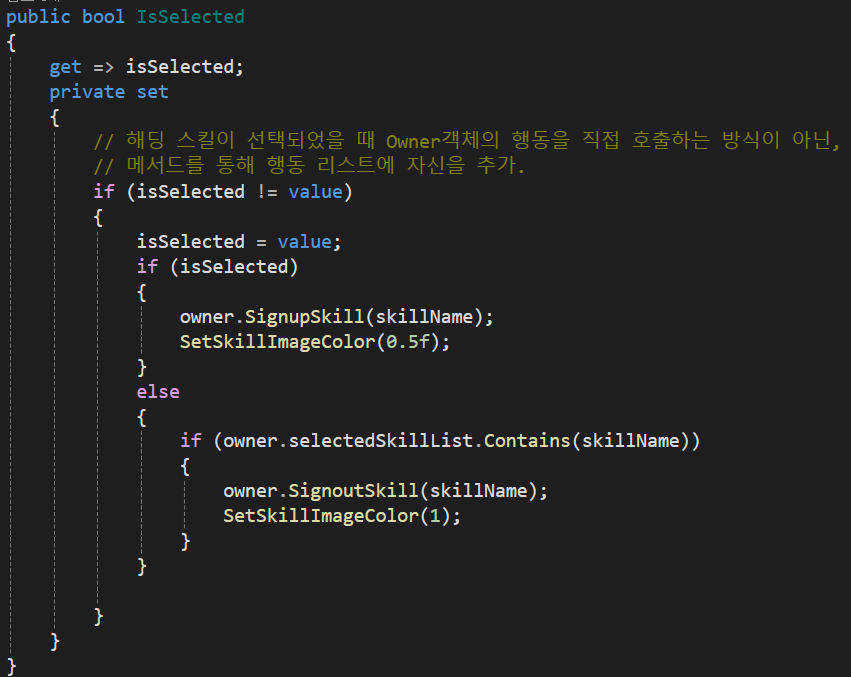 public bool IsSelected
{
get => isSelected;
private set
{
// 해딩 스킬이 선택되었을 때 Owner객체의 행동을 직접 호출하는 방식이 아닌,
// 메서드를 통해 행동 리스트에 자신을 추가.
if (isSelected != value)
{
isSelected = value;
if (isSelected)
{
owner.SignupSkill(skillName);
SetSkillImageColor(0.5f);
}
else
{
if (owner.selectedSkillList.Contains(skillName))
{
owner.SignoutSkill(skillName);
SetSkillImageColor(1);
}
}
}
}
}